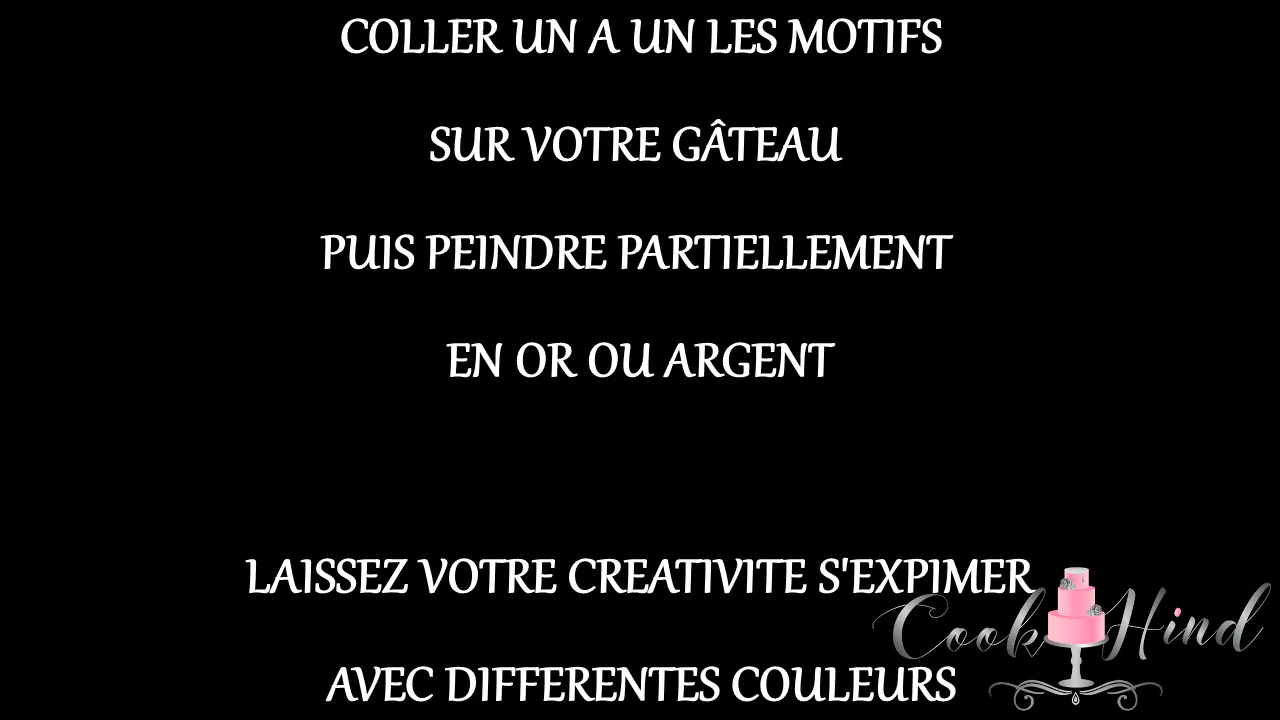 COLLER UN A UN LES MOTIFS
SUR VOTRE GÂTEAU
PUIS PEINDRE PARTIELLEMENT
EN OR OU ARGENT
LAISSEZ VOTRE CREATIVITE S'EXPIMER
Cook Hind
AVEC DIFFERENTES COULEURS